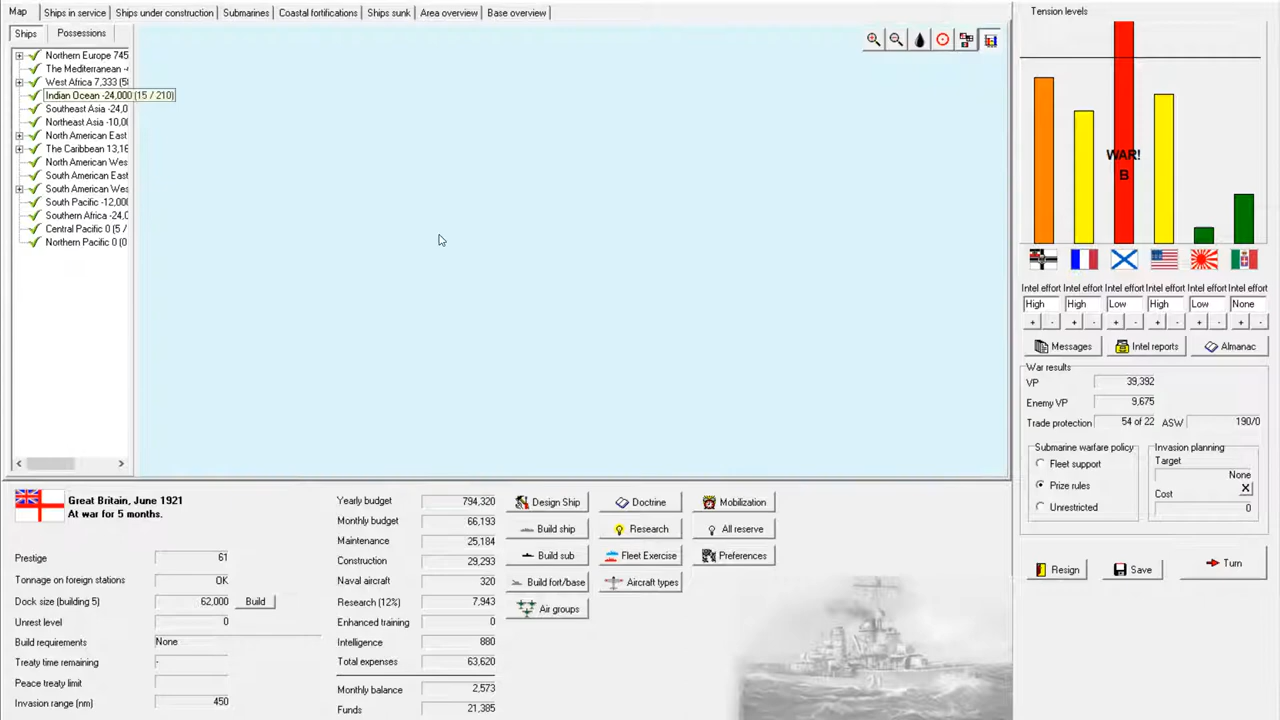 Map Ships in service Ships under construction Submarines Coastal fortifications Ships sunk Area overview Base overview
Ships Possessions
Northern Europe 745
The Mediterranean -
West Africa 7,333 (5
Indian Ocean -24,000 (15 / 210)
Southeast Asia -24,0
Northeast Asia -10,0
North American East
The Caribbean 13,16
North American Wes
South American East
South American Wes
South Pacific -12,000
Southern Africa -24,0
Central Pacific 0 (5 /
Northern Pacific 0 (0
Tension levels
WAR!
B
Intel effort Intel effort Intel effort Intel effort Intel effort Intel effort
High High Low High Low None
+ - + - + - + - + - + -
Messages Intel reports Almanac
War results
VP 39,392
Enemy VP 9,675
Trade protection 54 of 22 ASW 190/0
Submarine warfare policy
Fleet support
Prize rules
Unrestricted
Invasion planning
Target
None
Cost X
0
Resign Save Turn
Great Britain, June 1921
At war for 5 months.
Prestige 61
Tonnage on foreign stations OK
Dock size (building 5) 62,000 Build
Unrest level 0
Build requirements None
Treaty time remaining -
Peace treaty limit
Invasion range (nm) 450
Yearly budget 794,320
Monthly budget 66,193
Maintenance 25,184
Construction 29,293
Naval aircraft 320
Research (12%) 7,943
Enhanced training 0
Intelligence 880
Total expenses 63,620
Monthly balance 2,573
Funds 21,385
Design Ship Doctrine Mobilization
Build ship Research All reserve
Build sub Fleet Exercise Preferences
Build fort/base Aircraft types
Air groups